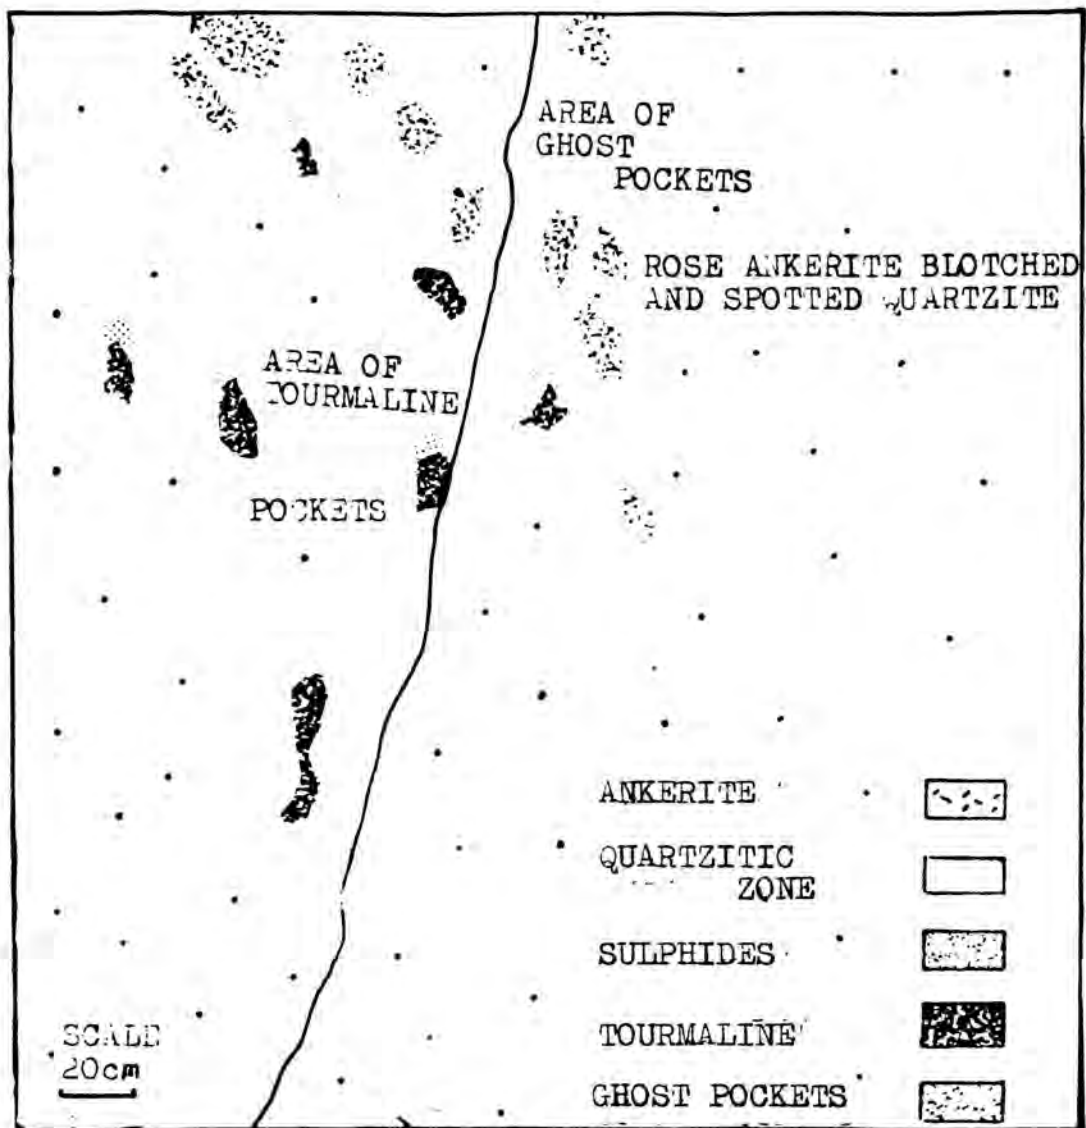 AREA OF
GHOST
POCKETS
ROSE ANKERITE BLOTCHED
AND SPOTTED QUARTZITE
AREA OF
TOURMALINE
POCKETS
ANKERITE
QUARTZITIC
ZONE
SULPHIDES
TOURMALINE
GHOST POCKETS
SCALE
20cm